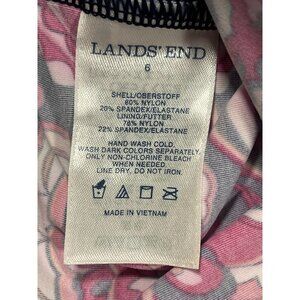 LANDS' END
6
SHELL/OBERSTOFF
80% NYLON
20% SPANDEX/ELASTANE
LINING/FUTTER
78% NYLON
22% SPANDEX/ELASTANE
HAND WASH COLD.
WASH DARK COLORS SEPARATELY.
ONLY NON-CHLORINE BLEACH
WHEN NEEDED.
LINE DRY, DO NOT IRON.
MADE IN VIETNAM